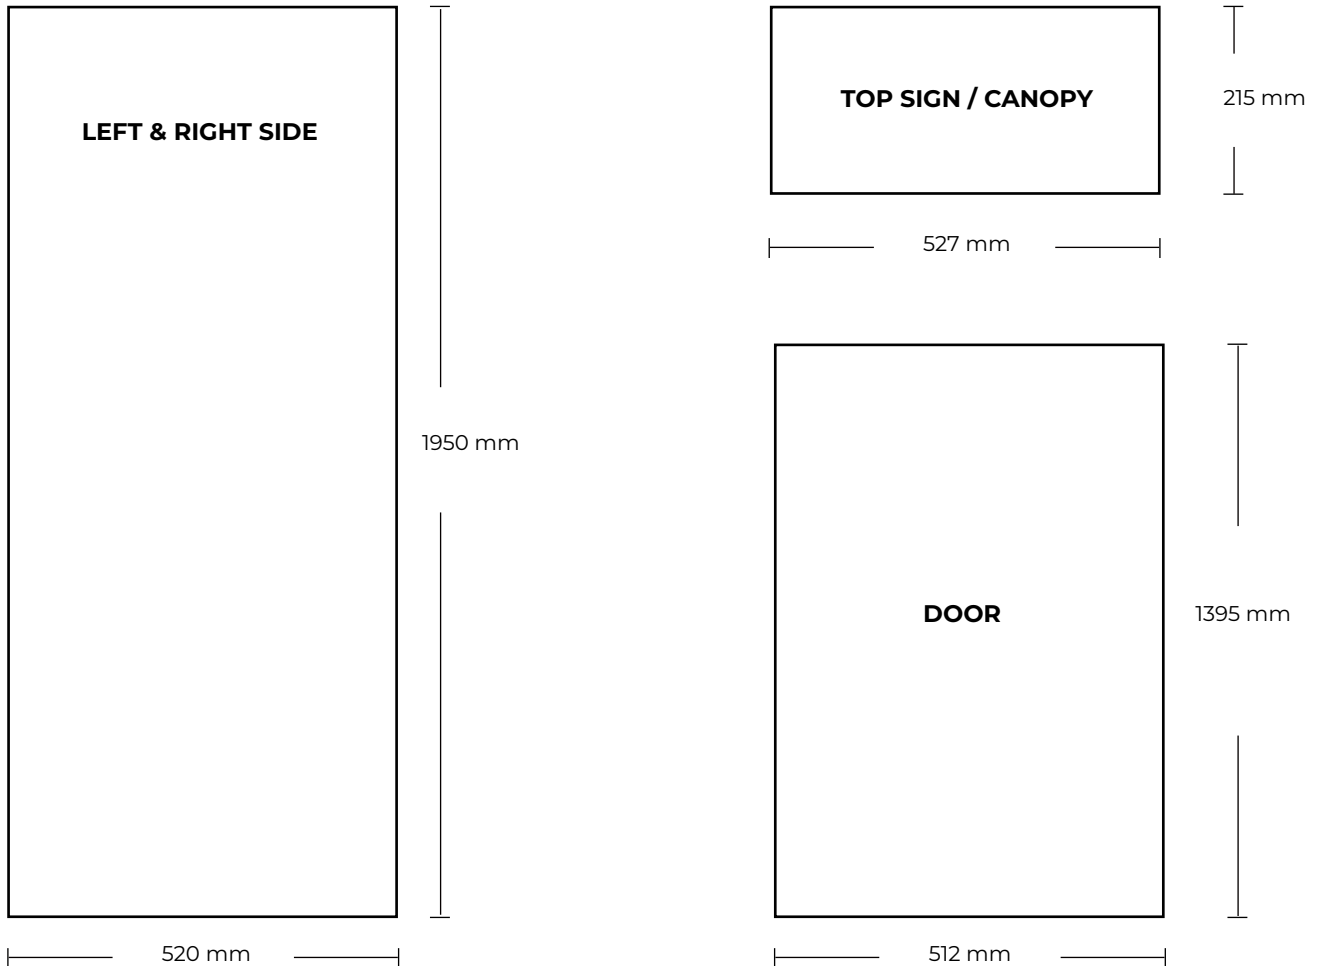 LEFT & RIGHT SIDE
1950 mm
520 mm
TOP SIGN / CANOPY
215 mm
527 mm
DOOR
1395 mm
512 mm